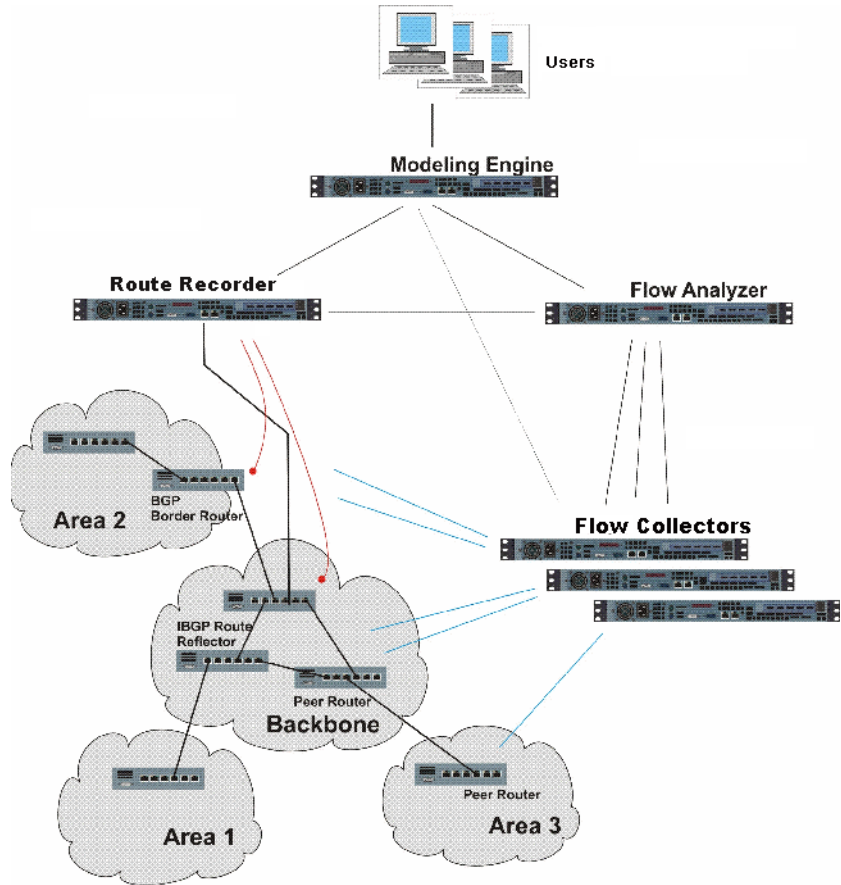 Users
Modeling Engine
Route Recorder
Flow Analyzer
BGP
Border Router
Area 2
Flow Collectors
IBGP Route
Reflector
Peer Router
Backbone
Peer Router
Area 3
Area 1